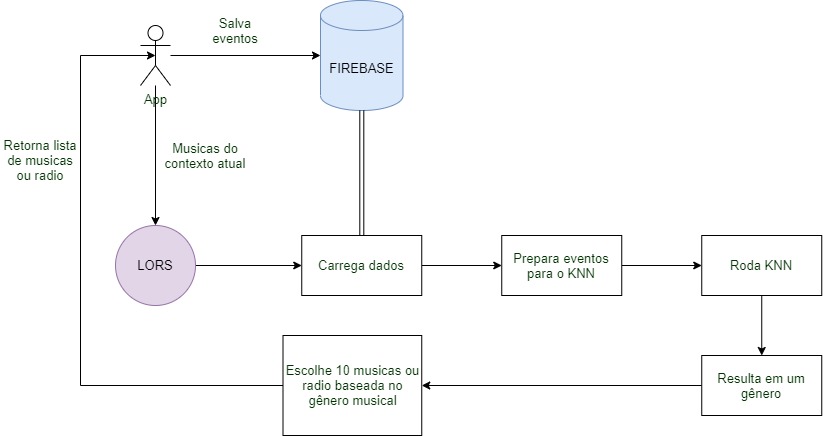 Salva
eventos
FIREBASE
App
Retorna lista
de musicas
ou radio
Musicas do
contexto atual
LORS
Carrega dados
Prepara eventos
para o KNN
Roda KNN
Escolhe 10 musicas ou
radio baseada no
gênero musical
Resulta em um
gênero